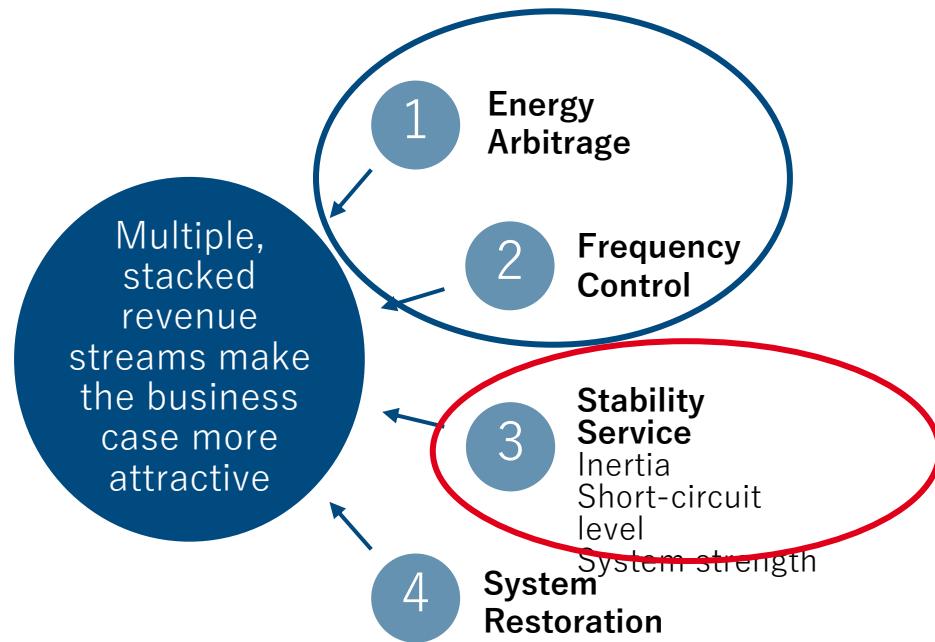 Multiple,
stacked
revenue
streams make
the business
case more
attractive
1
Energy
Arbitrage
2
Frequency
Control
3
Stability
Service
Inertia
Short-circuit
level
System strength
4
System
Restoration